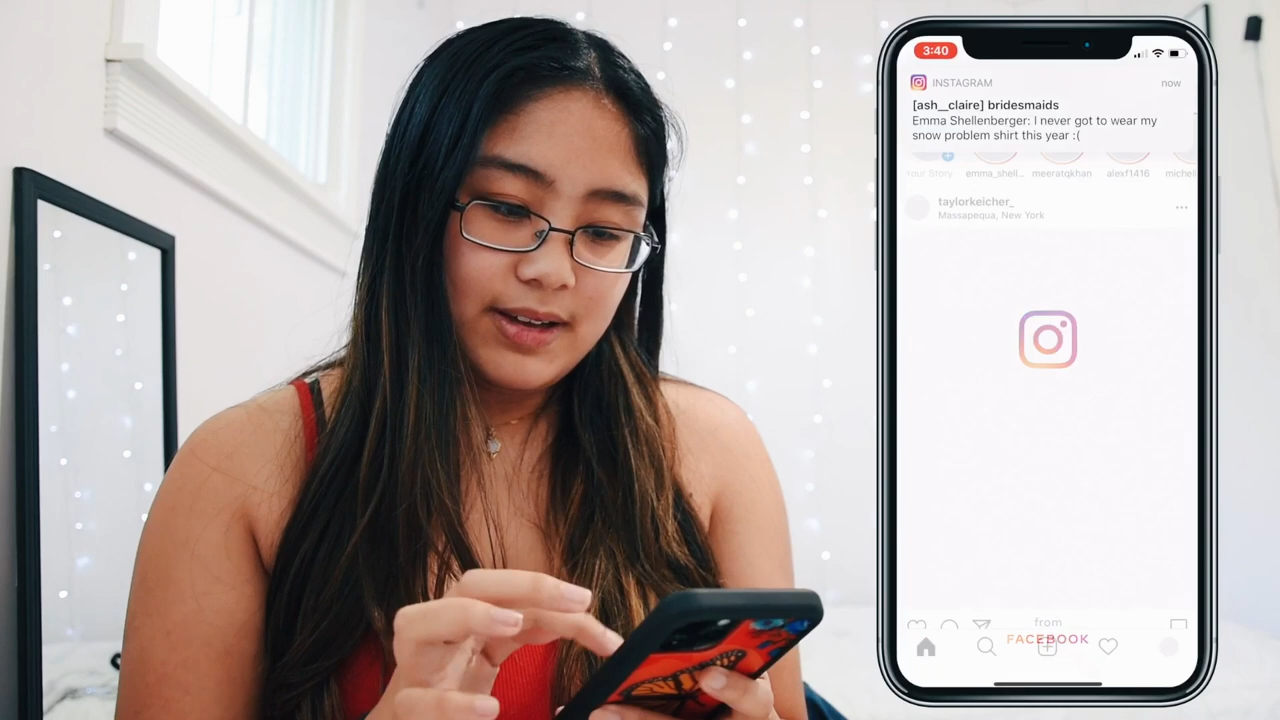 3:40
INSTAGRAM
now
[ash__claire] bridesmaids
Emma Shellenberger: I never got to wear my
snow problem shirt this year :(
Your Story
emma_shell...
meeratqkhan
alexf1416
michell
taylorkeicher_
Massapequa, New York
from
FACEBOOK